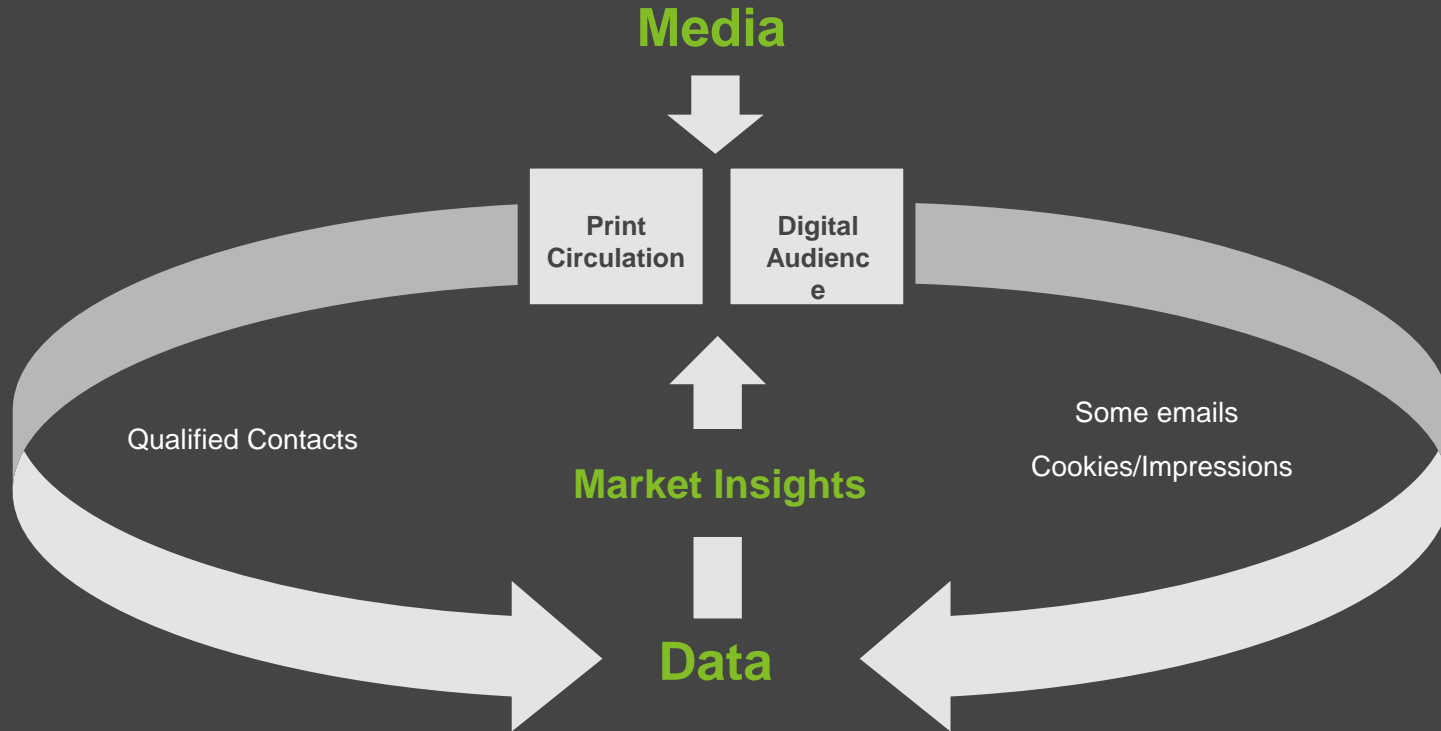 Media
Print
Circulation
Digital
Audienc
e
Qualified Contacts
Some emails
Cookies/Impressions
Market Insights
Data